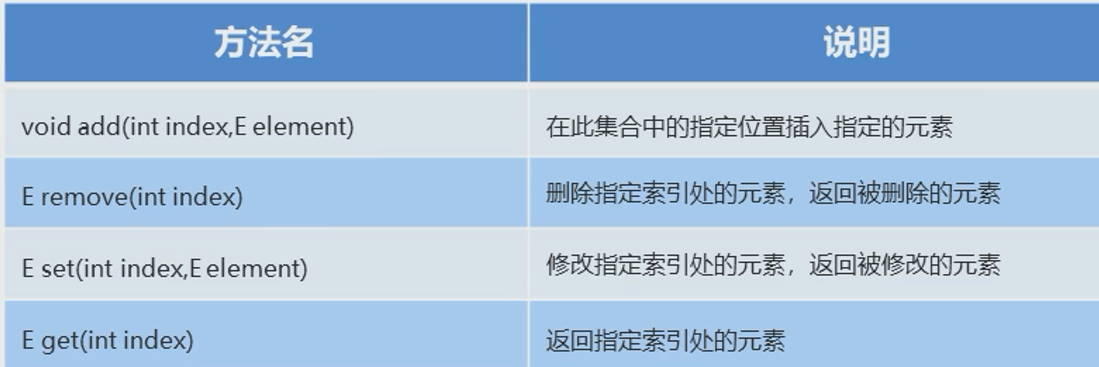 方法名 说明
void add(int index,E element) 在此集合中的指定位置插入指定的元素
E remove(int index) 删除指定索引处的元素，返回被删除的元素
E set(int index,E element) 修改指定索引处的元素，返回被修改的元素
E get(int index) 返回指定索引处的元素